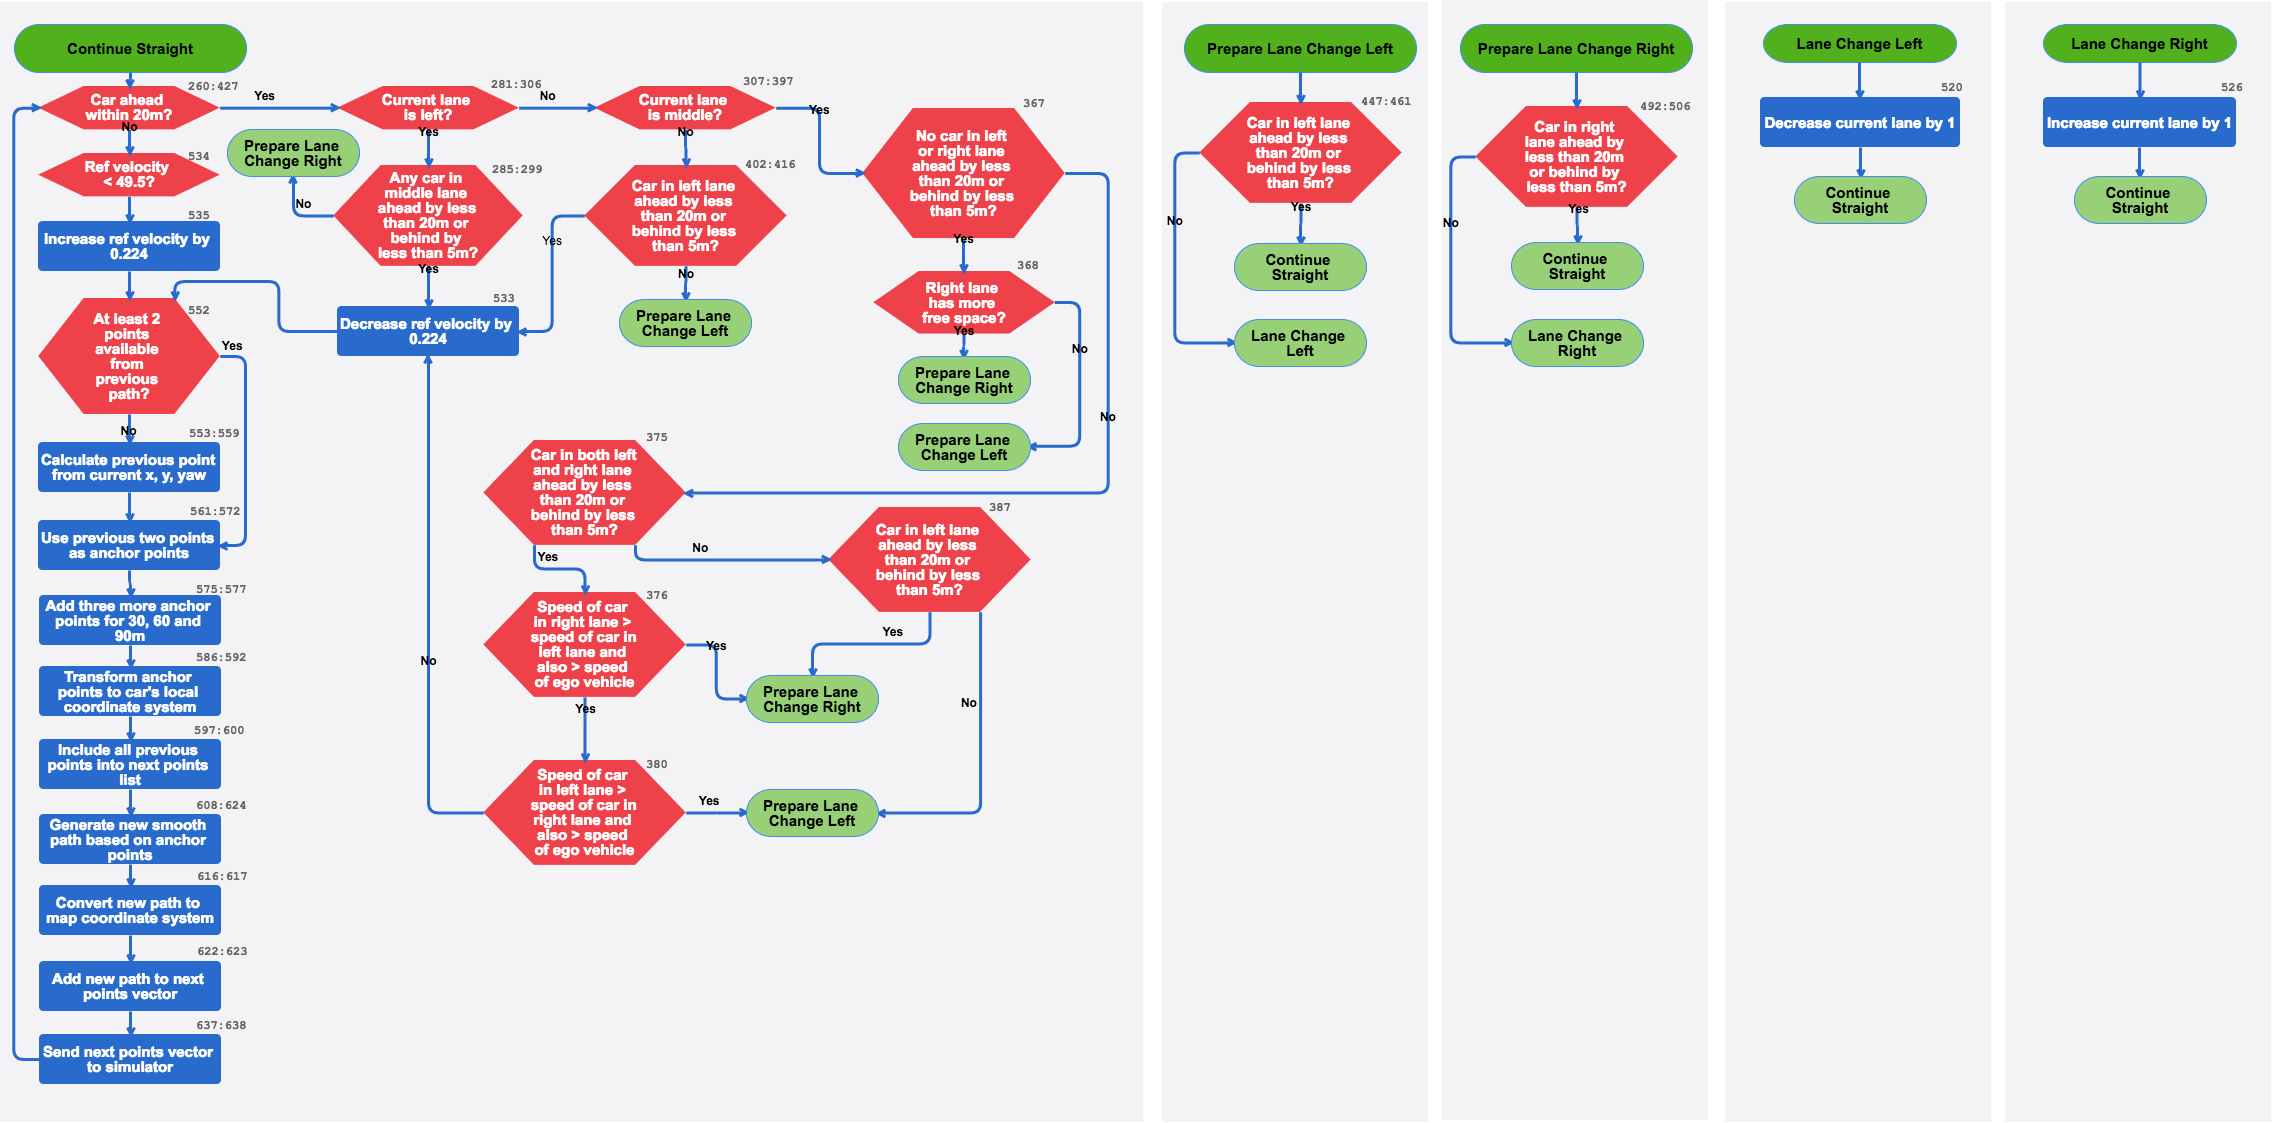 Continue Straight
260:427
Car ahead
within 20m?
Yes
No
534
Ref velocity
< 49.5?
535
Increase ref velocity by
0.224
552
At least 2
points
available
from
previous
path?
Yes
No
553:559
Calculate previous point
from current x, y, yaw
561:572
Use previous two points
as anchor points
575:577
Add three more anchor
points for 30, 60 and
90m
586:592
Transform anchor
points to car's local
coordinate system
597:600
Include all previous
points into next points
list
608:624
Generate new smooth
path based on anchor
points
616:617
Convert new path to
map coordinate system
622:623
Add new path to next
points vector
637:638
Send next points vector
to simulator
281:306
Current lane
is left?
No
Yes
Prepare Lane
Change Right
No
285:299
Any car in
middle lane
ahead by less
than 20m or
behind by
less than 5m?
Yes
533
Decrease ref velocity by
0.224
307:397
Current lane
is middle?
Yes
No
402:416
Car in left lane
ahead by less
than 20m or
behind by less
than 5m?
Yes
No
Prepare Lane
Change Left
367
No car in left
or right lane
ahead by less
than 20m or
behind by less
than 5m?
Yes
No
368
Right lane
has more
free space?
Yes
No
Prepare Lane
Change Right
Prepare Lane
Change Left
375
Car in both left
and right lane
ahead by less
than 20m or
behind by less
than 5m?
Yes
No
387
Car in left lane
ahead by less
than 20m or
behind by less
than 5m?
Yes
No
376
Speed of car
in right lane >
speed of car in
left lane and
also > speed
of ego vehicle
Yes
Yes
Prepare Lane
Change Right
380
Speed of car
in left lane >
speed of car in
right lane and
also > speed
of ego vehicle
Yes
No
Prepare Lane
Change Left
Prepare Lane Change Left
447:461
Car in left lane
ahead by less
than 20m or
behind by less
than 5m?
No
Yes
Continue
Straight
Lane Change
Left
Prepare Lane Change Right
492:506
Car in right
lane ahead by
less than 20m
or behind by
less than 5m?
No
Yes
Continue
Straight
Lane Change
Right
Lane Change Left
520
Decrease current lane by 1
Continue
Straight
Lane Change Right
526
Increase current lane by 1
Continue
Straight